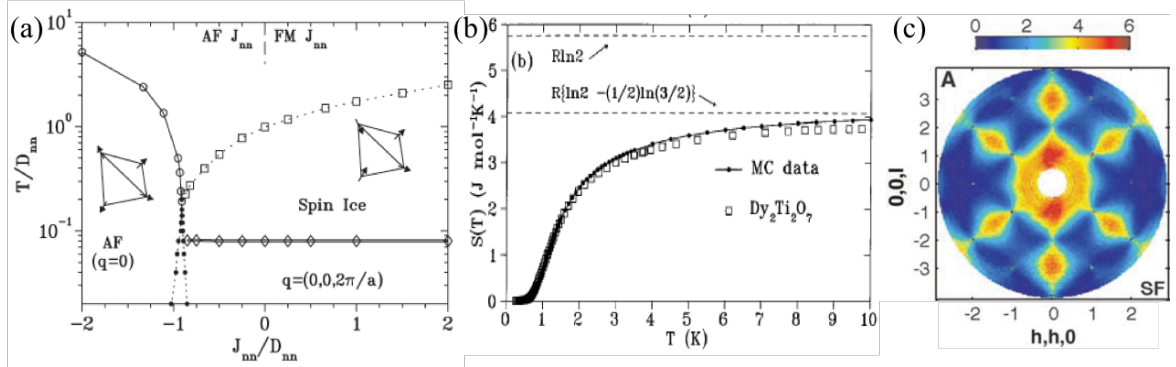 (a)
AF J_nn FM J_nn
T/D_nn
10^1
10^0
10^-1
AF
(q=0)
Spin Ice
q=(0,0,2π/a)
-2 -1 0 1 2
J_nn/D_nn
(b)
(b)
S(T) (J mol^-1K^-1)
6
5
4
3
2
1
0
Rln2
R{ln2 -(1/2)ln(3/2)}
MC data
Dy2Ti2O7
0 1 2 3 4 5 6 7 8 9 10
T (K)
(c)
0 2 4 6
A
0,0,l
3
2
1
0
-1
-2
-3
SF
-2 -1 0 1 2
h,h,0